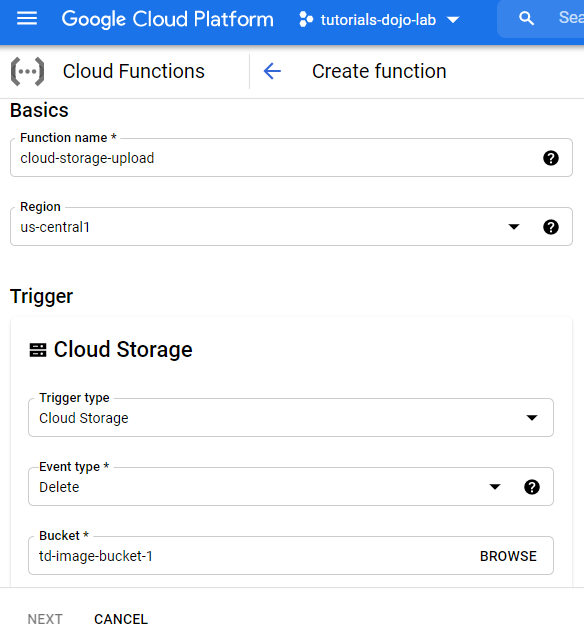 Google Cloud Platform tutorials-dojo-lab Sea
Cloud Functions Create function
Basics
Function name *
cloud-storage-upload
Region
us-central1
Trigger
Cloud Storage
Trigger type
Cloud Storage
Event type *
Delete
Bucket *
td-image-bucket-1 BROWSE
NEXT CANCEL